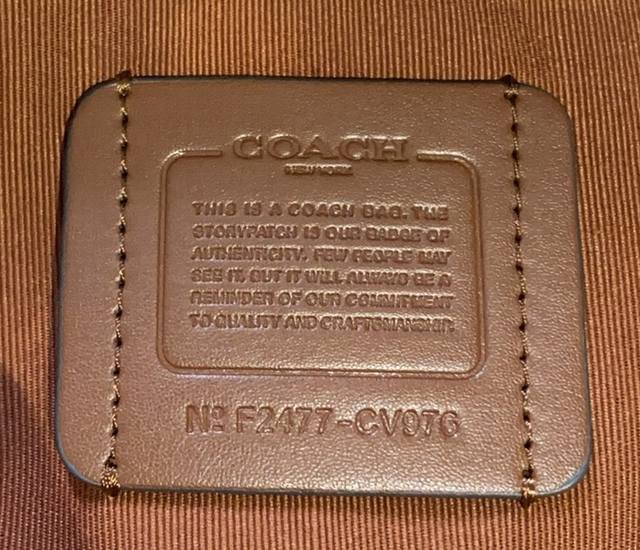 COACH
NEW YORK
THIS IS A COACH BAG. THE
STORYPATCH IS OUR BADGE OF
AUTHENTICITY. FEW PEOPLE MAY
SEE IT, BUT IT WILL ALWAYS BE A
REMINDER OF OUR COMMITMENT
TO QUALITY AND CRAFTSMANSHIP.
Nº F2477-CV976